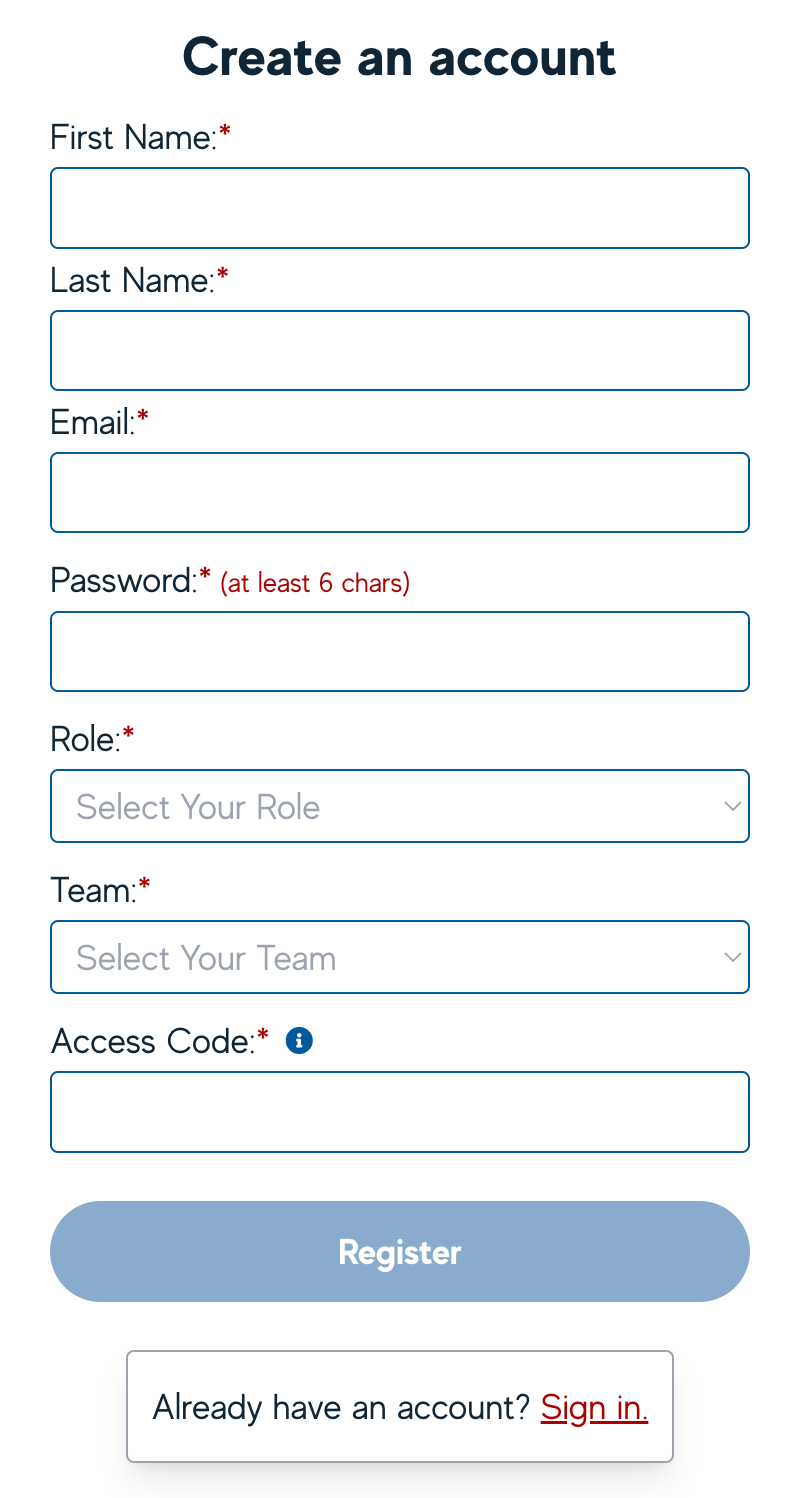 Create an account
First Name:*
Last Name:*
Email:*
Password:* (at least 6 chars)
Role:*
Select Your Role
Team:*
Select Your Team
Access Code:*
Register
Already have an account? Sign in.